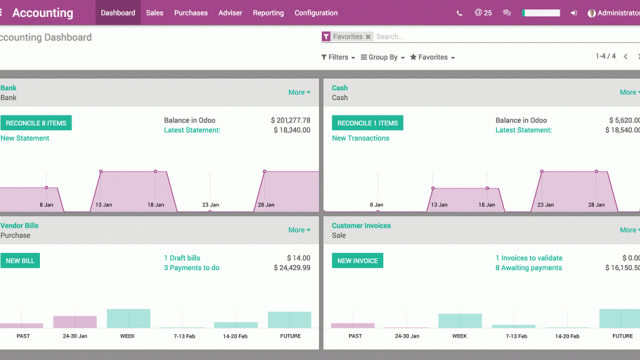 Accounting Dashboard Sales Purchases Adviser Reporting Configuration @ 25 Administrator
ccounting Dashboard
Favorites × Search...
Filters Group By Favorites 1-4 / 4
Bank More
Bank
RECONCILE 8 ITEMS Balance in Odoo $ 201,277.78
Latest Statement: $ 18,340.00
New Statement
8 Jan 13 Jan 18 Jan 23 Jan 28 Jan
Cash More
Cash
RECONCILE 1 ITEMS Balance in Odoo $ 5,620.0
Latest Statement: $ 18,540.0
New Transactions
8 Jan 13 Jan 18 Jan 23 Jan 28 Jan
Vendor Bills More
Purchase
NEW BILL 1 Draft bills $ 14.00
3 Payments to do $ 24,429.99
PAST 24-30 Jan WEEK 7-13 Feb 14-20 Feb FUTURE
Customer Invoices More
Sale
NEW INVOICE 1 Invoices to validate $ 0.00
8 Awaiting payments $ 16,150.50
PAST 24-30 Jan WEEK 7-13 Feb 14-20 Feb FUTURE